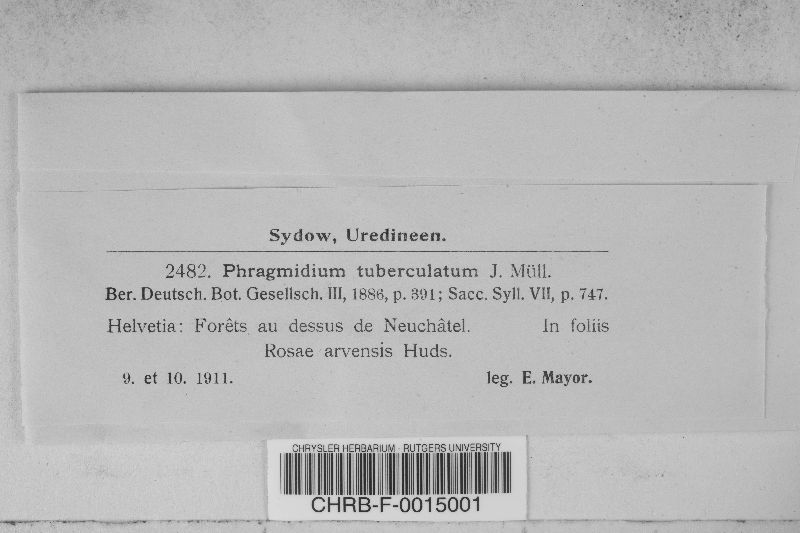 Sydow, Uredineen.
2482. Phragmidium tuberculatum J. Müll.
Ber. Deutsch. Bot. Gesellsch. III, 1886, p. 391; Sacc. Syll. VII, p. 747.
Helvetia: Forêts au dessus de Neuchâtel. In foliis
Rosae arvensis Huds.
9. et 10. 1911. leg. E. Mayor.
CHRYSLER HERBARIUM - RUTGERS UNIVERSITY
CHRB-F-0015001